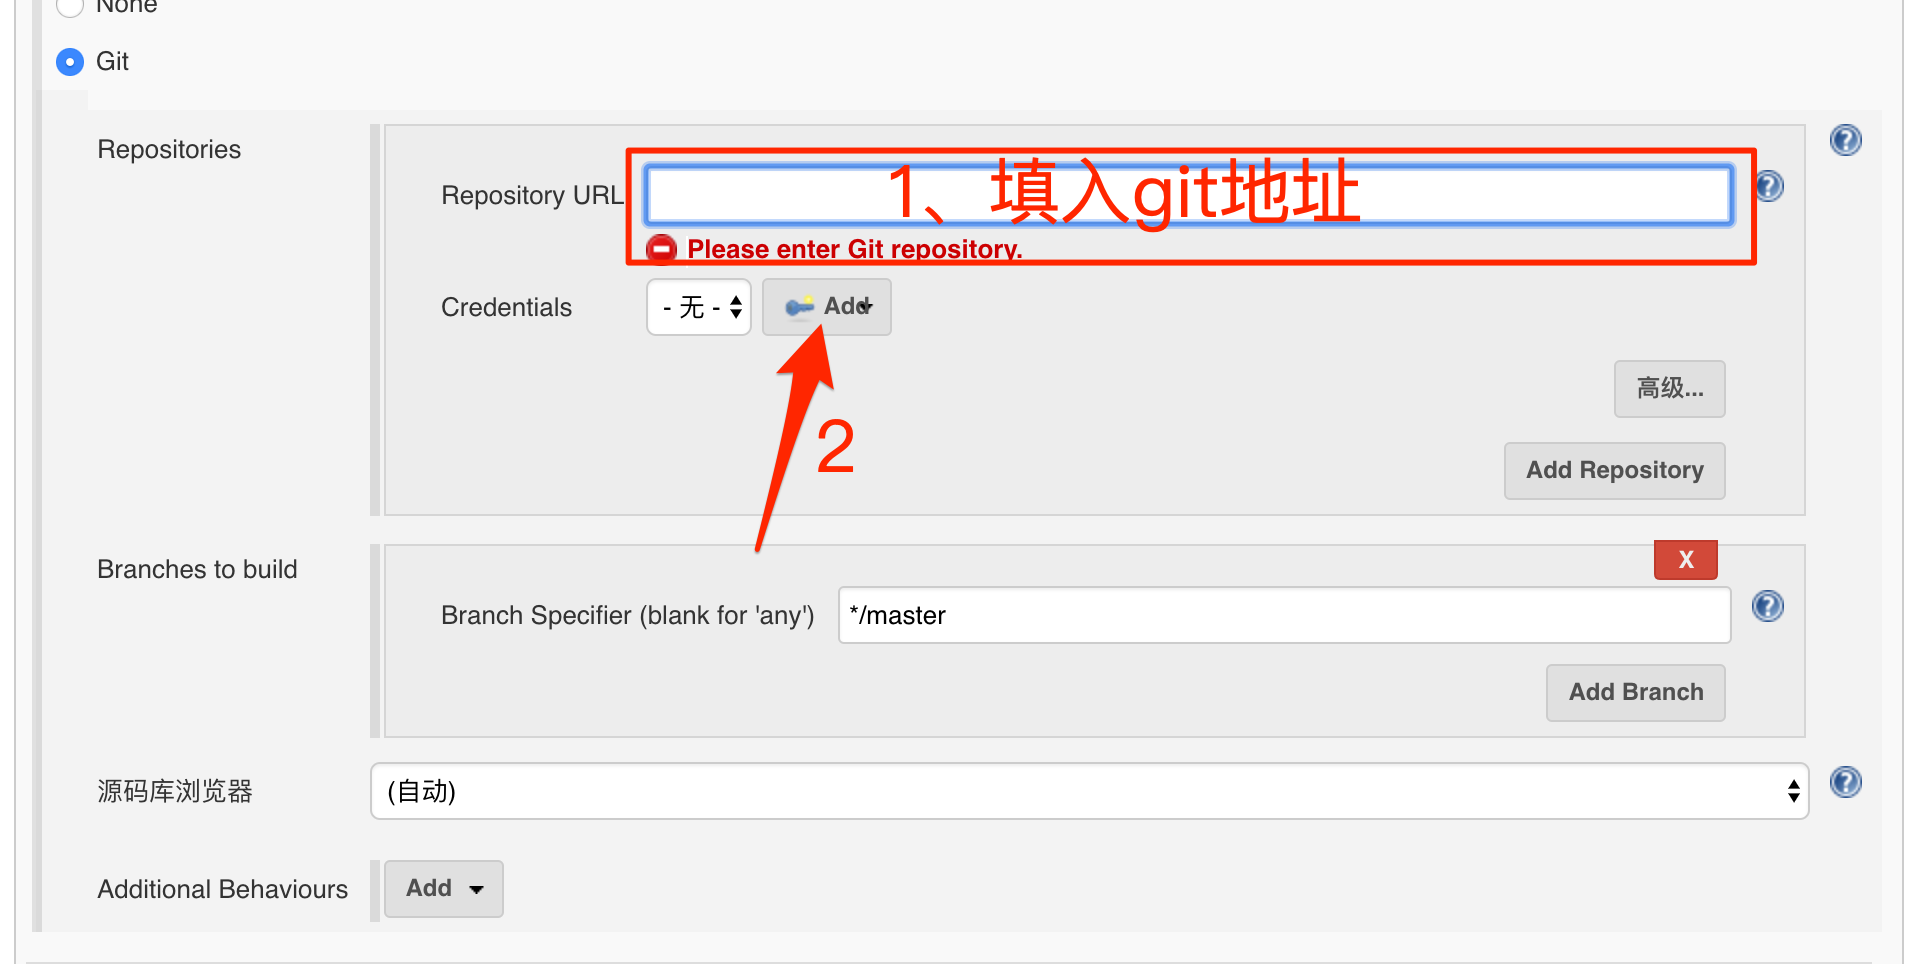 None
Git
Repositories
Repository URL
1、填入git地址
Please enter Git repository.
Credentials
- 无 -
Add
2
高级...
Add Repository
Branches to build
X
Branch Specifier (blank for 'any')
*/master
Add Branch
源码库浏览器
(自动)
Additional Behaviours
Add